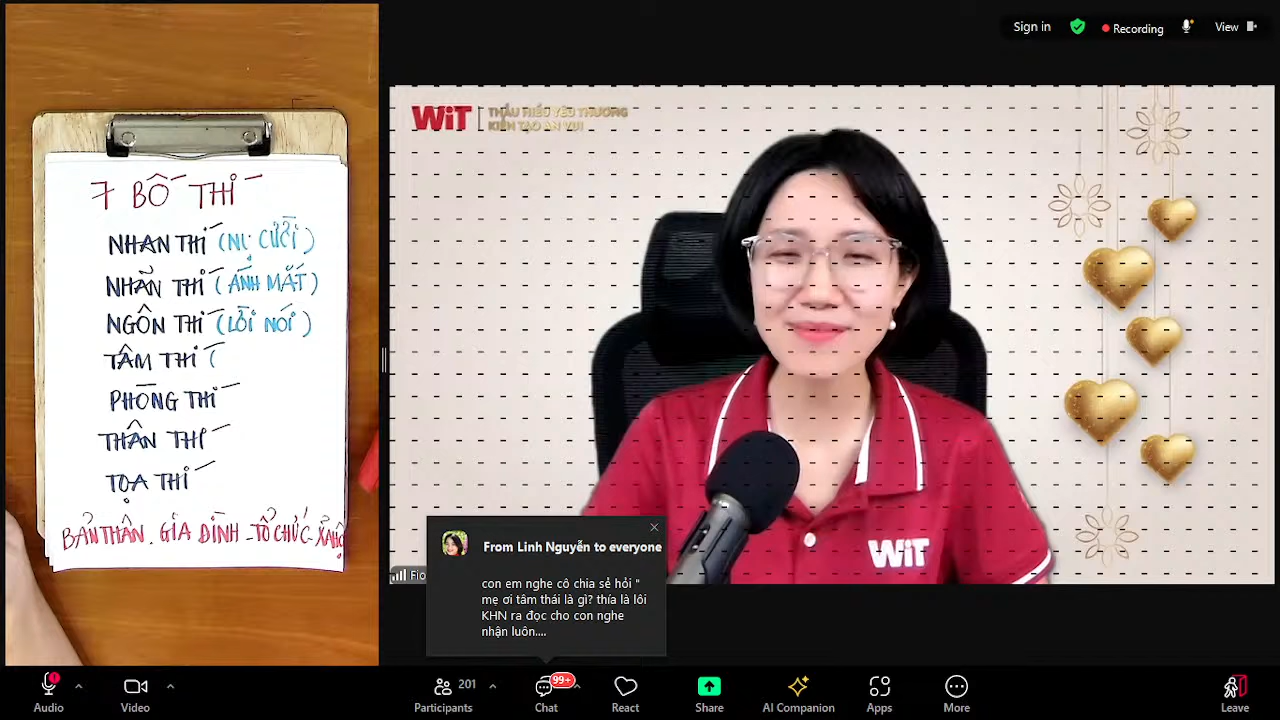 7 BỐ THÍ
NHAN THÍ (NỤ CƯỜI)
NHÃN THÍ (ÁNH MẮT)
NGÔN THÍ (LỜI NÓI)
TÂM THÍ (
PHÒNG THÍ
THÂN THÍ
TỌA THÍ
BẢN THÂN. GIA ĐÌNH - TỔ CHỨC -
Sign in
Recording
View
WiT
THẤU HIỂU YÊU THƯƠNG
KIẾN TẠO AN VUI
WiT
Fio
From Linh Nguyễn to everyone
con em nghe cô chia sẻ hỏi "
mẹ ơi tâm thái là gì? thía là lôi
KHN ra đọc cho con nghe
nhận luôn....
Audio
Video
Participants
201
Chat
99+
React
Share
AI Companion
Apps
More
Leave